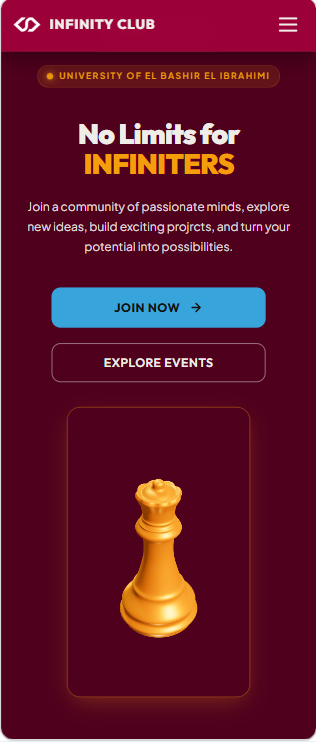 INFINITY CLUB
UNIVERSITY OF EL BASHIR EL IBRAHIMI
No Limits for
INFINITERS
Join a community of passionate minds, explore
new ideas, build exciting projrcts, and turn your
potential into possibilities.
JOIN NOW →
EXPLORE EVENTS